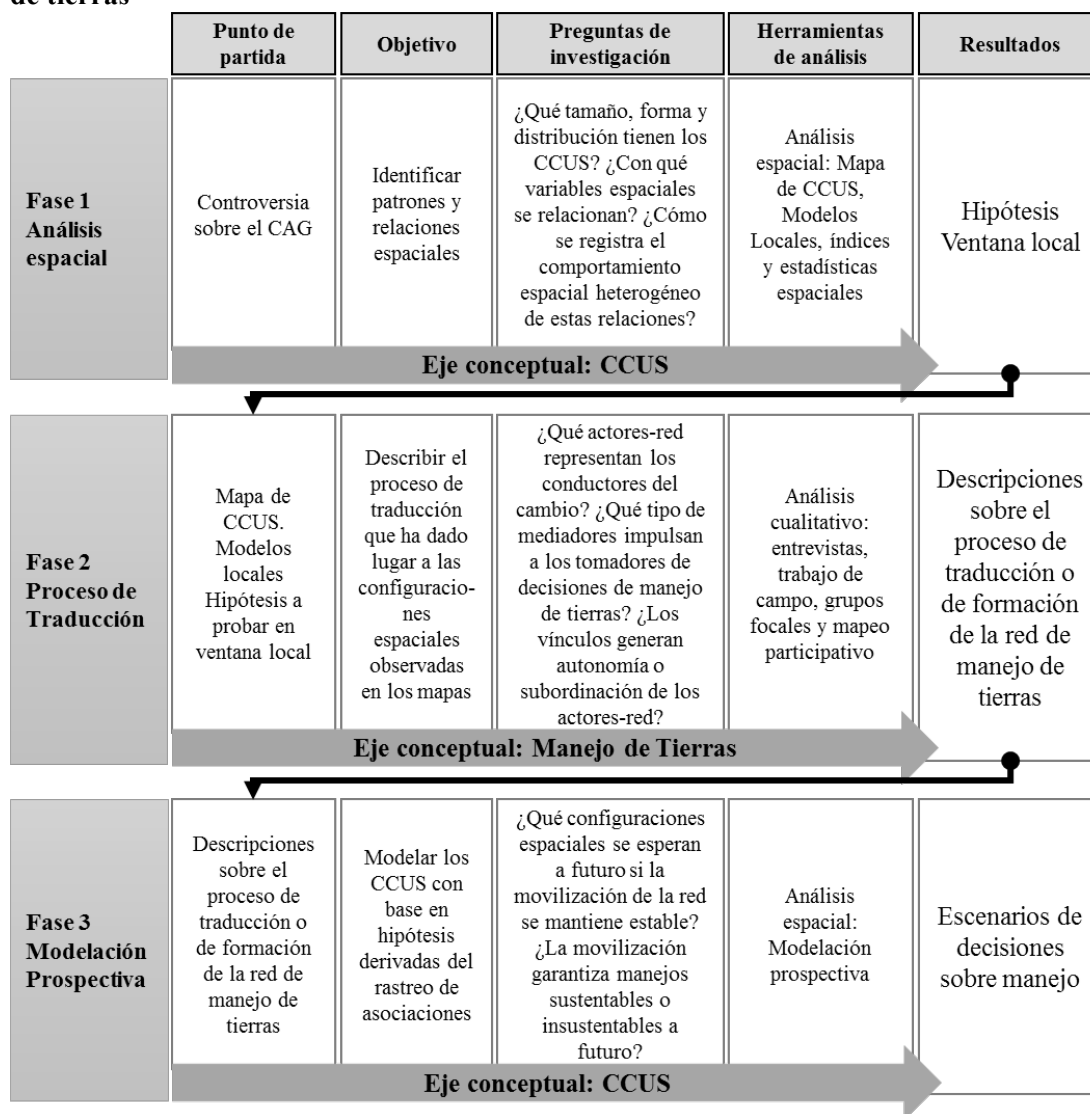 de tierras
Punto de
partida
Objetivo
Preguntas de
investigación
Herramientas
de análisis
Resultados
Fase 1
Análisis
espacial
Controversia
sobre el CAG
Identificar
patrones y
relaciones
espaciales
¿Qué tamaño, forma y
distribución tienen los
CCUS? ¿Con qué
variables espaciales
se relacionan? ¿Cómo
se registra el
comportamiento
espacial heterogéneo
de estas relaciones?
Análisis
espacial: Mapa
de CCUS,
Modelos
Locales, índices
y estadísticas
espaciales
Hipótesis
Ventana local
Eje conceptual: CCUS
Fase 2
Proceso de
Traducción
Mapa de
CCUS.
Modelos
locales
Hipótesis a
probar en
ventana local
Describir el
proceso de
traducción
que ha dado
lugar a las
configuracio-
nes
espaciales
observadas
en los mapas
¿Qué actores-red
representan los
conductores del
cambio? ¿Qué tipo de
mediadores impulsan
a los tomadores de
decisiones de manejo
de tierras? ¿Los
vínculos generan
autonomía o
subordinación de los
actores-red?
Análisis
cualitativo:
entrevistas,
trabajo de
campo, grupos
focales y mapeo
participativo
Descripciones
sobre el
proceso de
traducción o
de formación
de la red de
manejo de
tierras
Eje conceptual: Manejo de Tierras
Fase 3
Modelación
Prospectiva
Descripciones
sobre el
proceso de
traducción o
de formación
de la red de
manejo de
tierras
Modelar los
CCUS con
base en
hipótesis
derivadas del
rastreo de
asociaciones
¿Qué configuraciones
espaciales se esperan
a futuro si la
movilización de la red
se mantiene estable?
¿La movilización
garantiza manejos
sustentables o
insustentables a
futuro?
Análisis
espacial:
Modelación
prospectiva
Escenarios de
decisiones
sobre manejo
Eje conceptual: CCUS